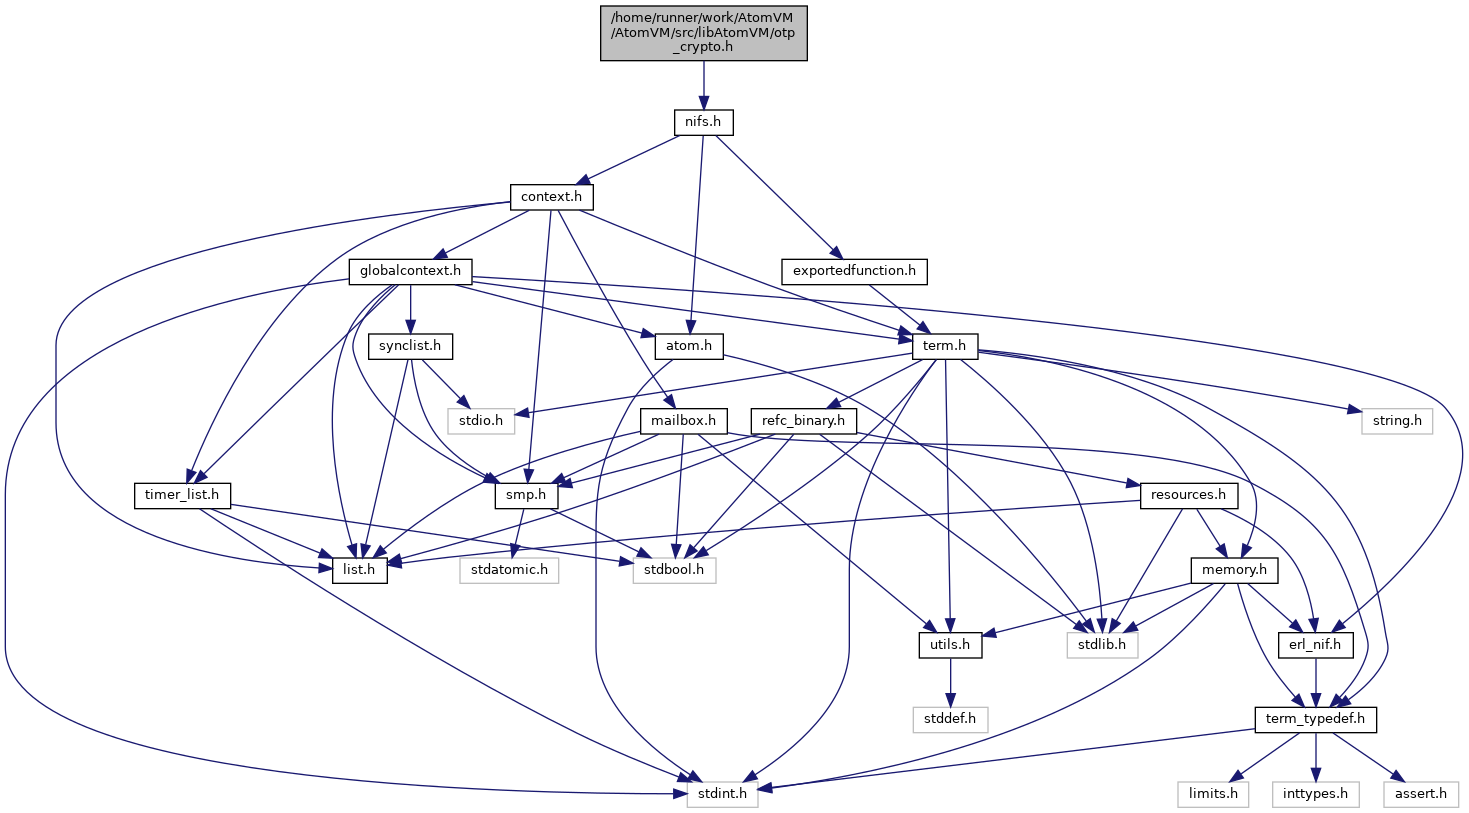 /home/runner/work/AtomVM
/AtomVM/src/libAtomVM/otp
_crypto.h
nifs.h
context.h
globalcontext.h
exportedfunction.h
synclist.h
atom.h
term.h
stdio.h
mailbox.h
refc_binary.h
string.h
timer_list.h
smp.h
resources.h
list.h
stdatomic.h
stdbool.h
memory.h
utils.h
stdlib.h
erl_nif.h
stddef.h
term_typedef.h
stdint.h
limits.h
inttypes.h
assert.h